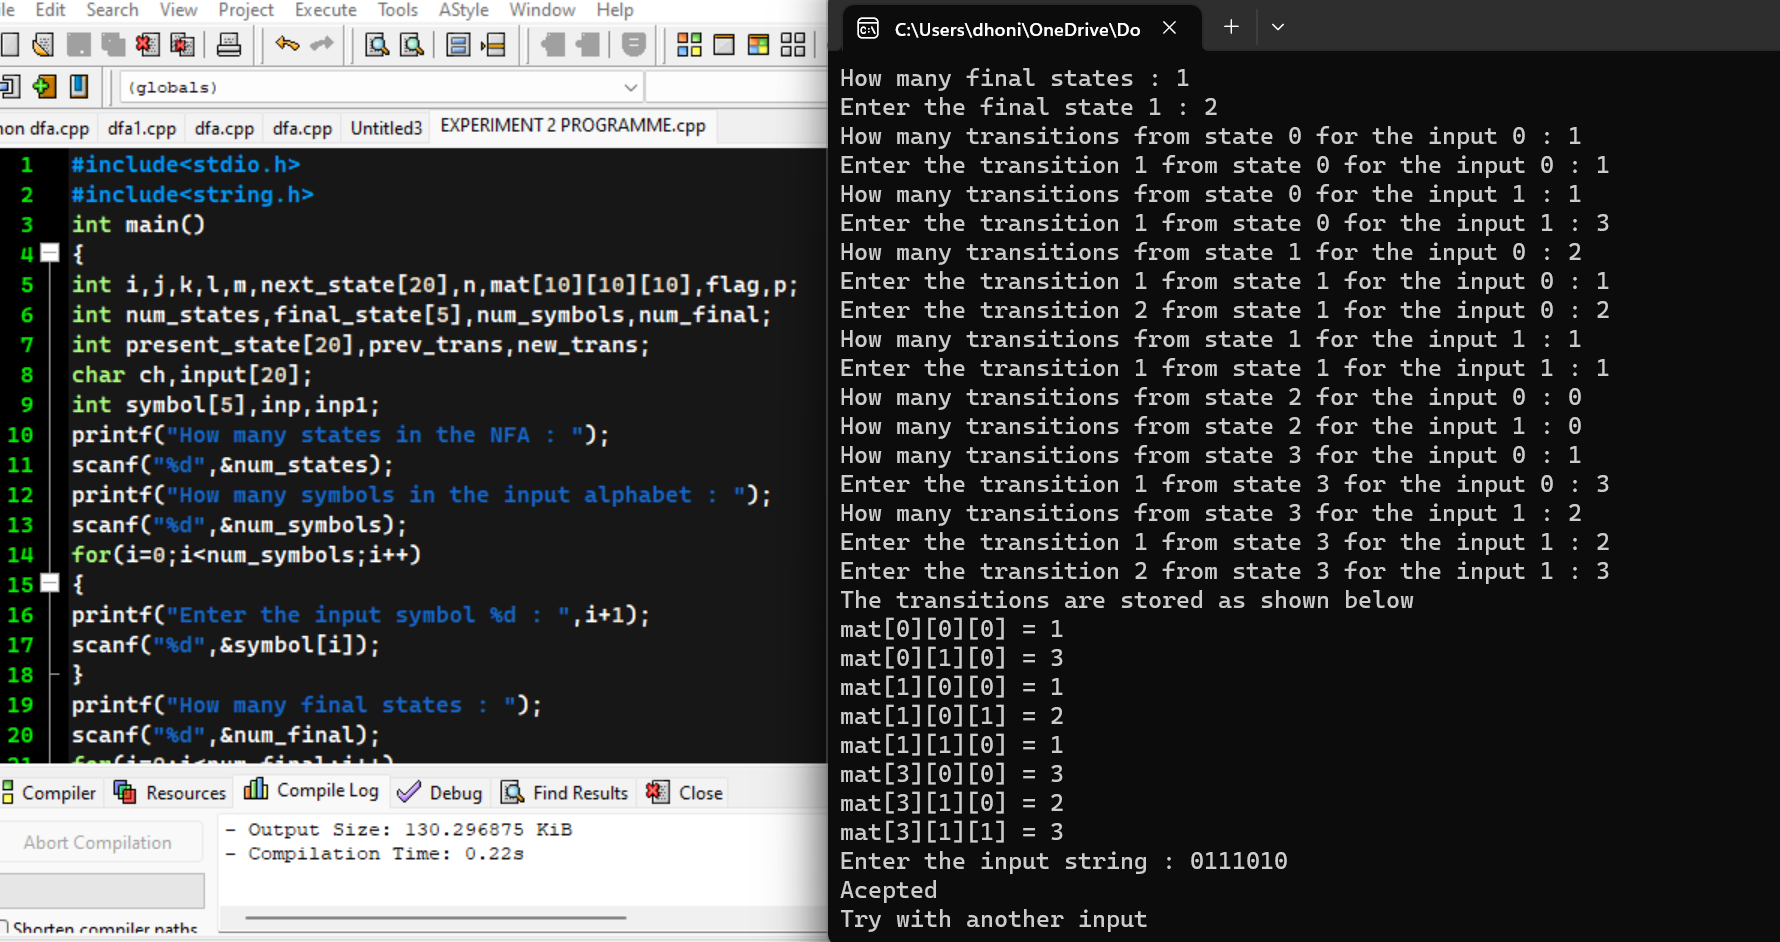 Edit Search View Project Execute Tools AStyle Window Help
(globals)
dfa.cpp dfa1.cpp dfa.cpp dfa.cpp Untitled3 EXPERIMENT 2 PROGRAMME.cpp
1 #include<stdio.h>
2 #include<string.h>
3 int main()
4 {
5 int i,j,k,l,m,next_state[20],n,mat[10][10][10],flag,p;
6 int num_states,final_state[5],num_symbols,num_final;
7 int present_state[20],prev_trans,new_trans;
8 char ch,input[20];
9 int symbol[5],inp,inp1;
10 printf("How many states in the NFA : ");
11 scanf("%d",&num_states);
12 printf("How many symbols in the input alphabet : ");
13 scanf("%d",&num_symbols);
14 for(i=0;i<num_symbols;i++)
15 {
16 printf("Enter the input symbol %d : ",i+1);
17 scanf("%d",&symbol[i]);
18 }
19 printf("How many final states : ");
20 scanf("%d",&num_final);
21 for(i=0;i<num_final;i++)
Compiler Resources Compile Log Debug Find Results Close
Abort Compilation
Shorten compiler paths
- Output Size: 130.296875 KiB
- Compilation Time: 0.22s
C:\Users\dhoni\OneDrive\Do
How many final states : 1
Enter the final state 1 : 2
How many transitions from state 0 for the input 0 : 1
Enter the transition 1 from state 0 for the input 0 : 1
How many transitions from state 0 for the input 1 : 1
Enter the transition 1 from state 0 for the input 1 : 3
How many transitions from state 1 for the input 0 : 2
Enter the transition 1 from state 1 for the input 0 : 1
Enter the transition 2 from state 1 for the input 0 : 2
How many transitions from state 1 for the input 1 : 1
Enter the transition 1 from state 1 for the input 1 : 1
How many transitions from state 2 for the input 0 : 0
How many transitions from state 2 for the input 1 : 0
How many transitions from state 3 for the input 0 : 1
Enter the transition 1 from state 3 for the input 0 : 3
How many transitions from state 3 for the input 1 : 2
Enter the transition 1 from state 3 for the input 1 : 2
Enter the transition 2 from state 3 for the input 1 : 3
The transitions are stored as shown below
mat[0][0][0] = 1
mat[0][1][0] = 3
mat[1][0][0] = 1
mat[1][0][1] = 2
mat[1][1][0] = 1
mat[3][0][0] = 3
mat[3][1][0] = 2
mat[3][1][1] = 3
Enter the input string : 0111010
Acepted
Try with another input